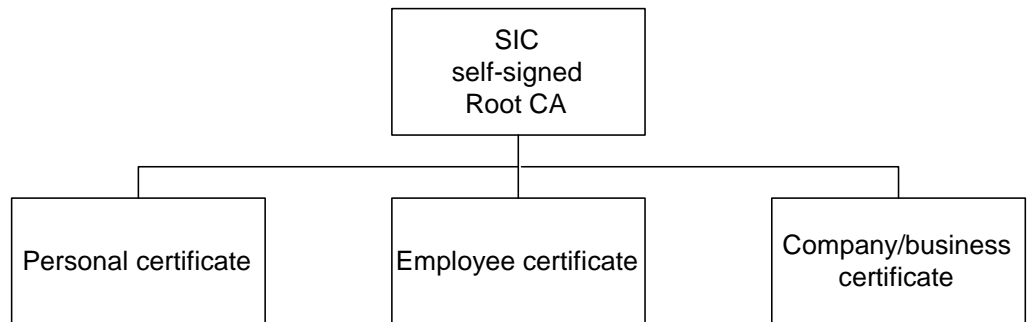 SIC
self-signed
Root CA
Personal certificate
Employee certificate
Company/business
certificate